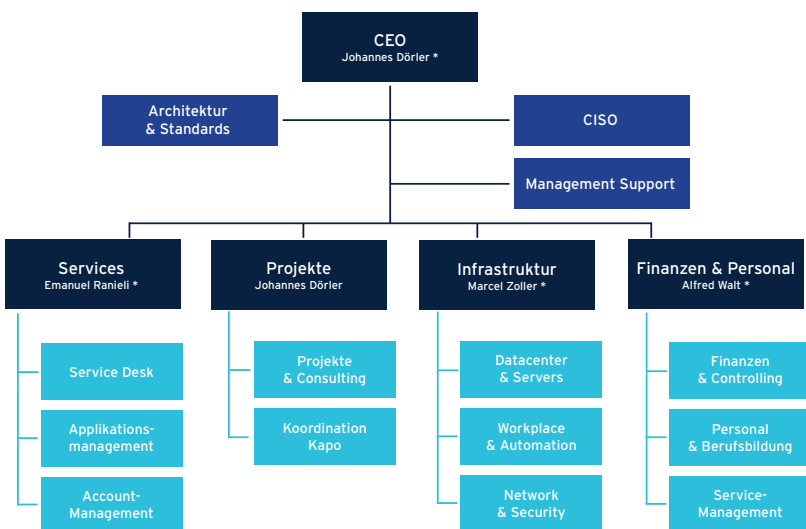 CEO
Johannes Dörler *
Architektur
& Standards
CISO
Management Support
Services
Emanuel Ranieli *
Projekte
Johannes Dörler
Infrastruktur
Marcel Zoller *
Finanzen & Personal
Alfred Walt *
Service Desk
Applikations-
management
Account-
Management
Projekte
& Consulting
Koordination
Kapo
Datacenter
& Servers
Workplace
& Automation
Network
& Security
Finanzen
& Controlling
Personal
& Berufsbildung
Service-
Management